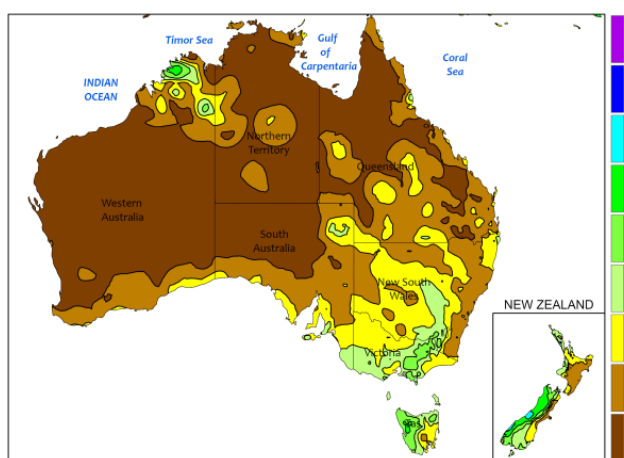 Timor Sea
Gulf
of
Carpentaria
Coral
Sea
INDIAN
OCEAN
Northern
Territory
Queensland
Western
Australia
South
Australia
New South
Wales
NEW ZEALAND
Victoria